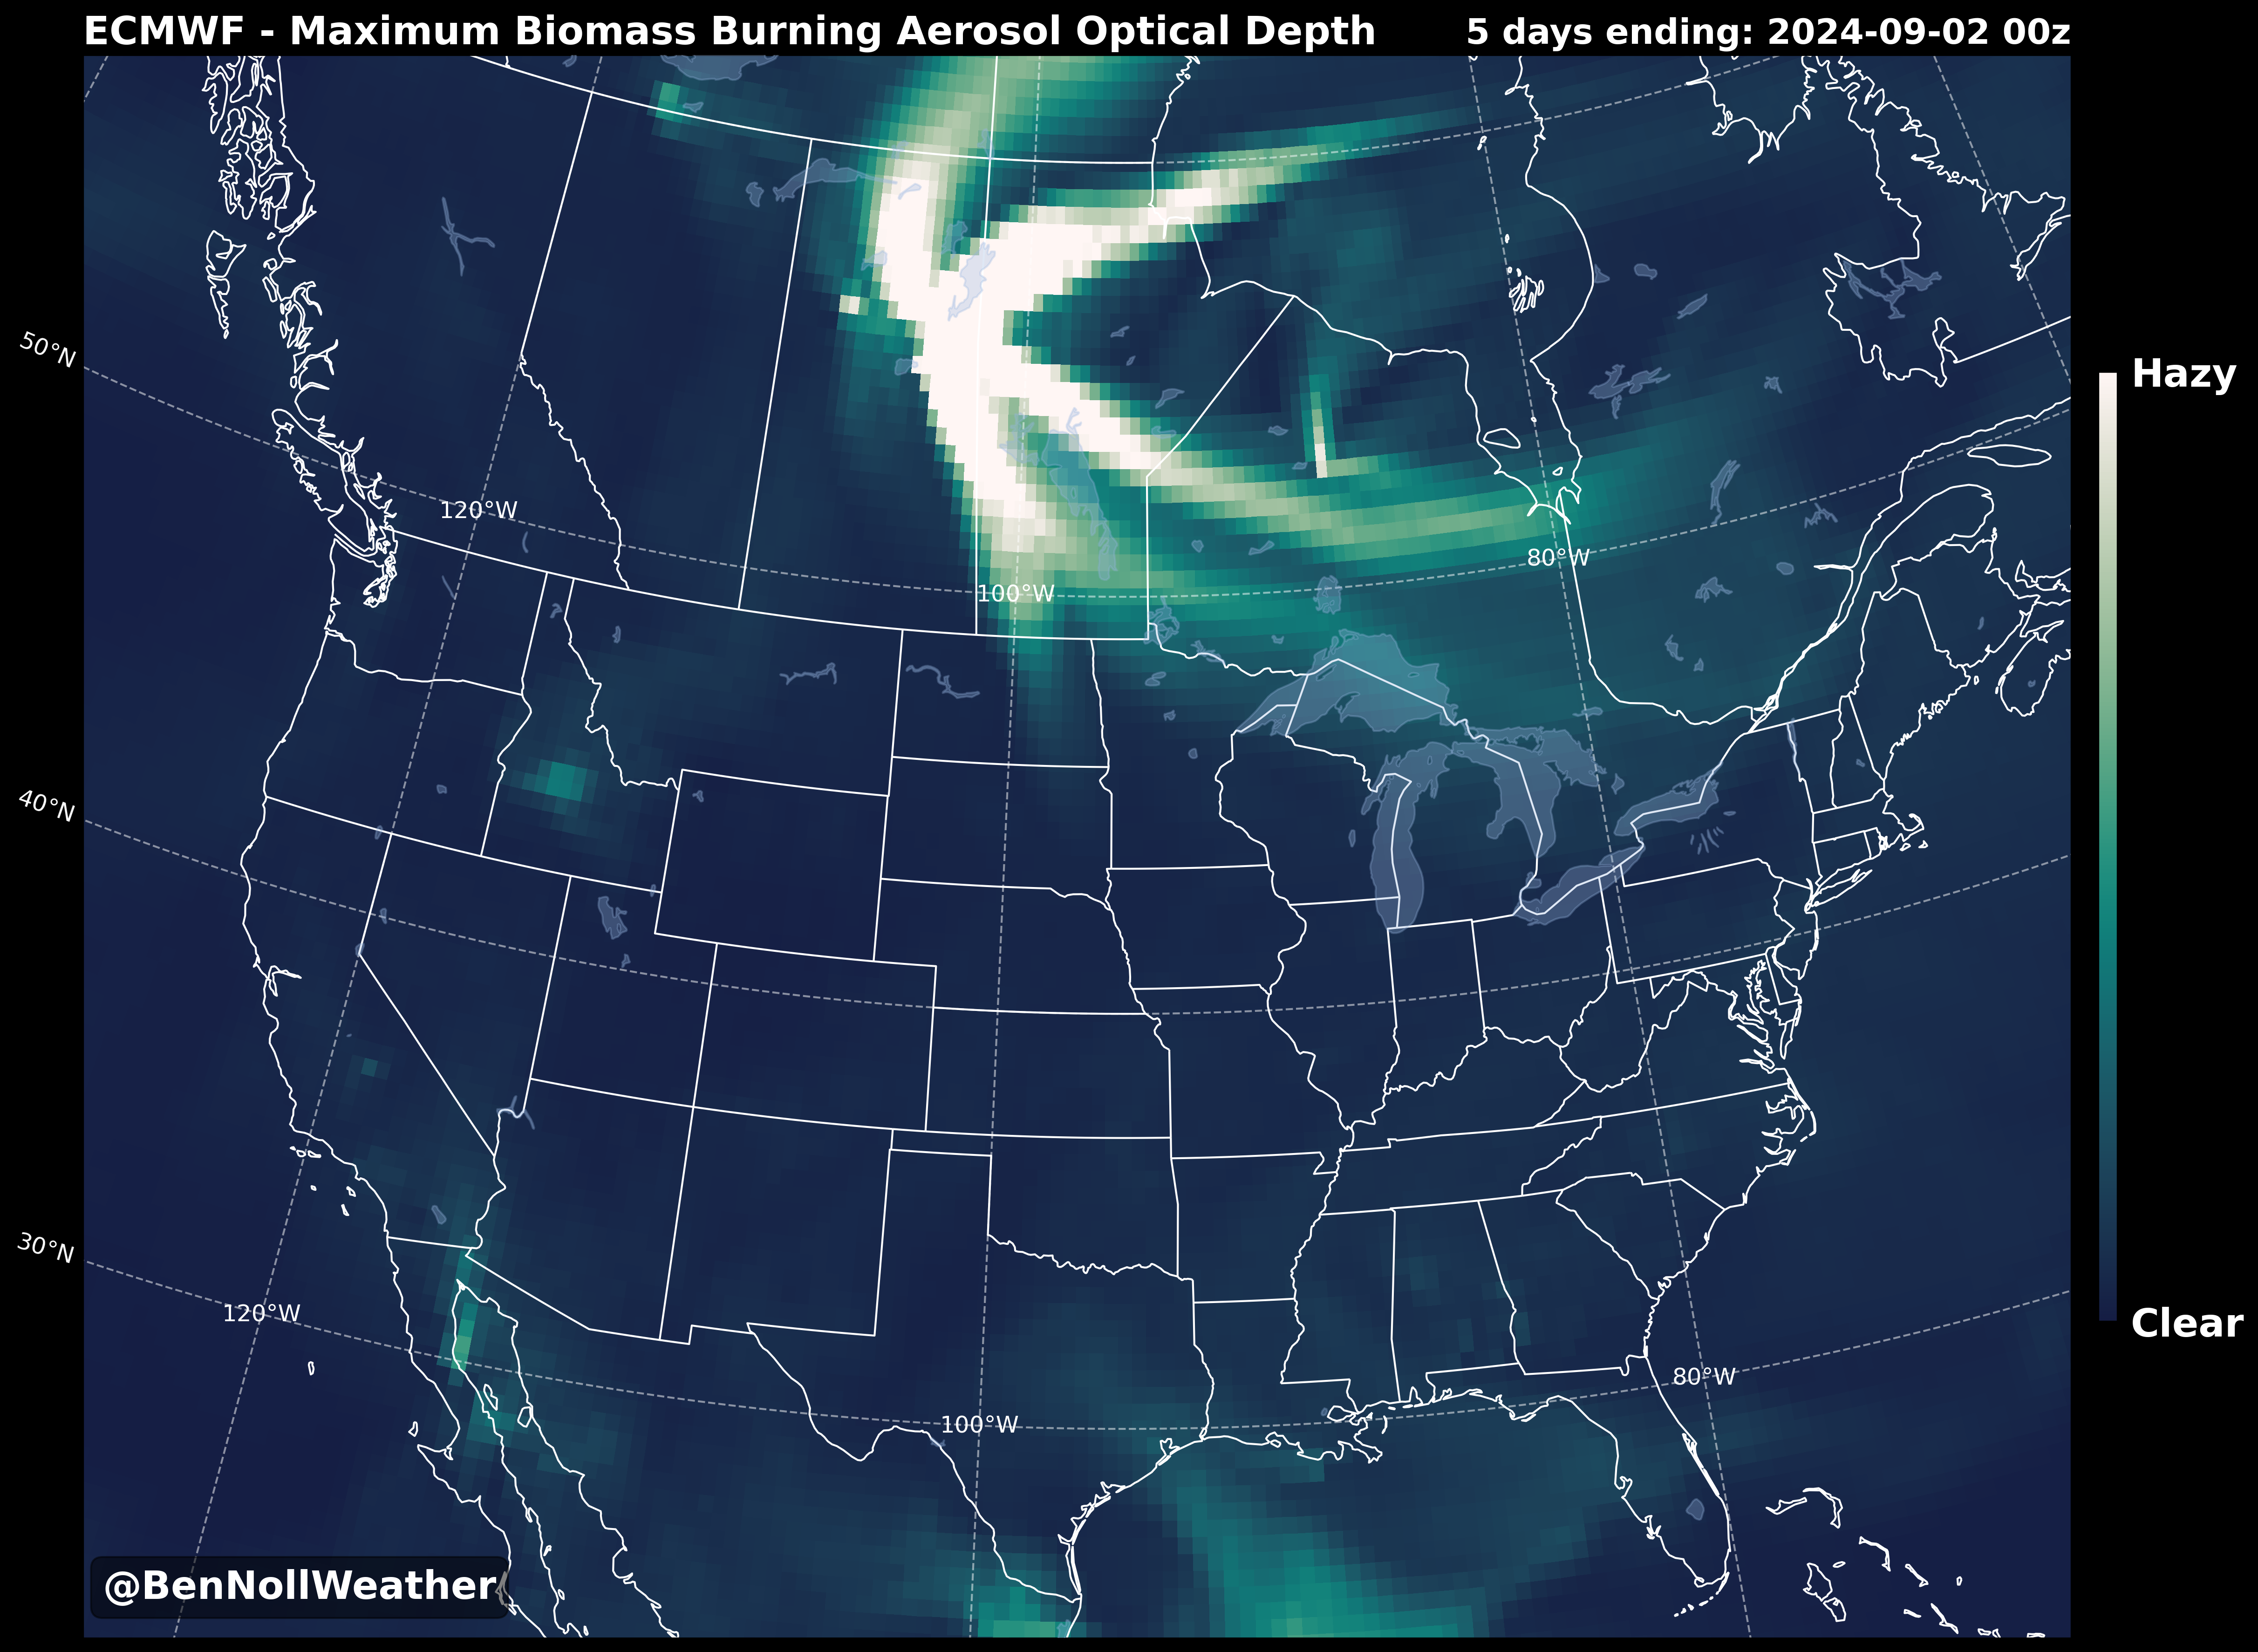 ECMWF - Maximum Biomass Burning Aerosol Optical Depth
5 days ending: 2024-09-02 00z
50°N
Hazy
120°W
80°W
100°W
40°N
30°N
120°W
Clear
80°W
100°W
@BenNollWeather